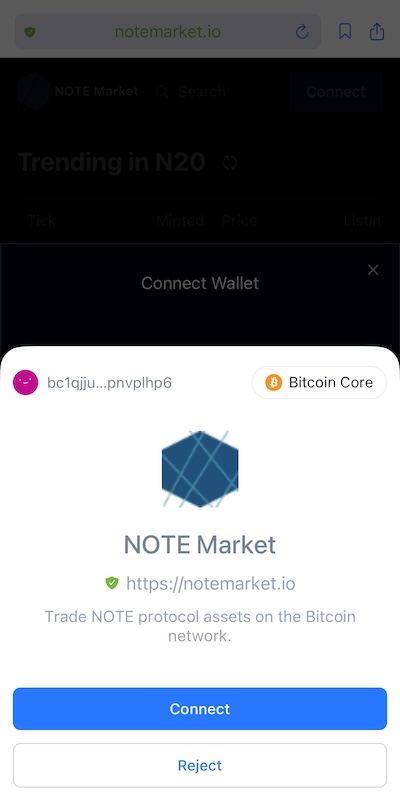 notemarket.io
NOTE Market
Search
Connect
Trending in N20
Tick Minted Price Listin
Connect Wallet
bc1qjju...pnvplhp6
Bitcoin Core
NOTE Market
https://notemarket.io
Trade NOTE protocol assets on the Bitcoin
network.
Connect
Reject